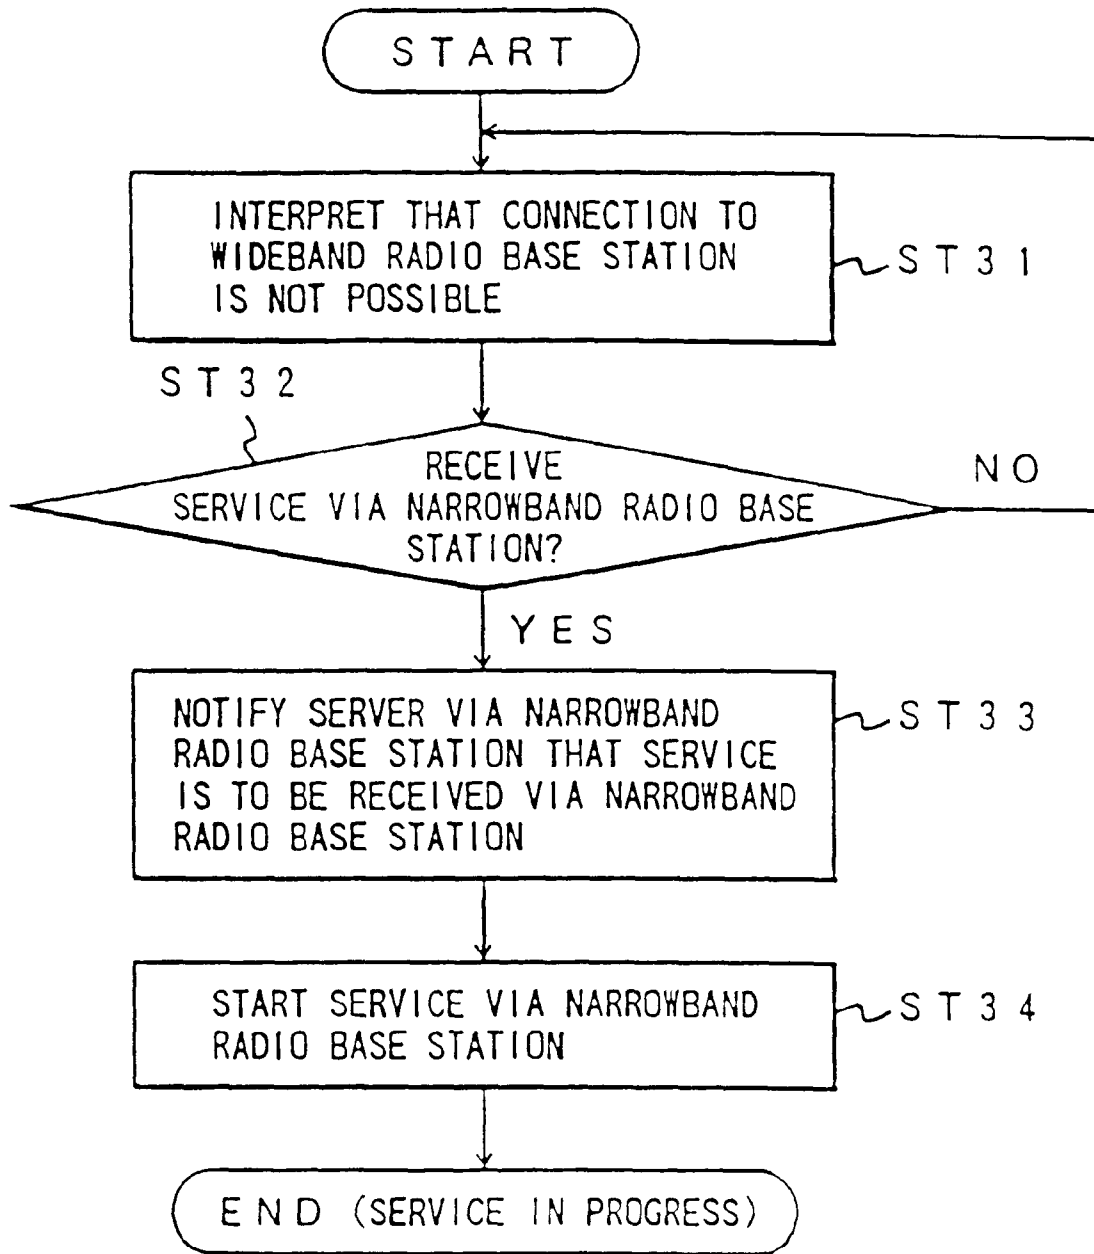 START
INTERPRET THAT CONNECTION TO
WIDEBAND RADIO BASE STATION
IS NOT POSSIBLE
ST31
ST32
RECEIVE
SERVICE VIA NARROWBAND RADIO BASE
STATION?
NO
YES
NOTIFY SERVER VIA NARROWBAND
RADIO BASE STATION THAT SERVICE
IS TO BE RECEIVED VIA NARROWBAND
RADIO BASE STATION
ST33
START SERVICE VIA NARROWBAND
RADIO BASE STATION
ST34
END (SERVICE IN PROGRESS)